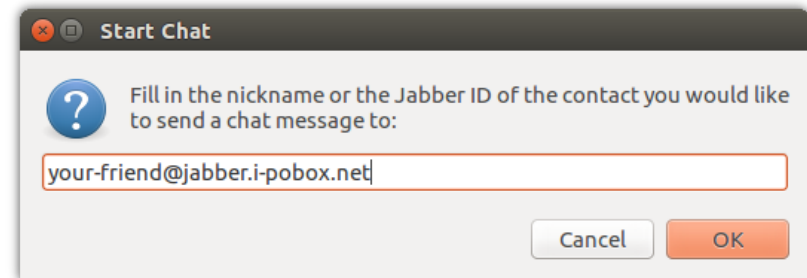 Start Chat
Fill in the nickname or the Jabber ID of the contact you would like
to send a chat message to:
your-friend@jabber.i-pobox.net
Cancel
OK